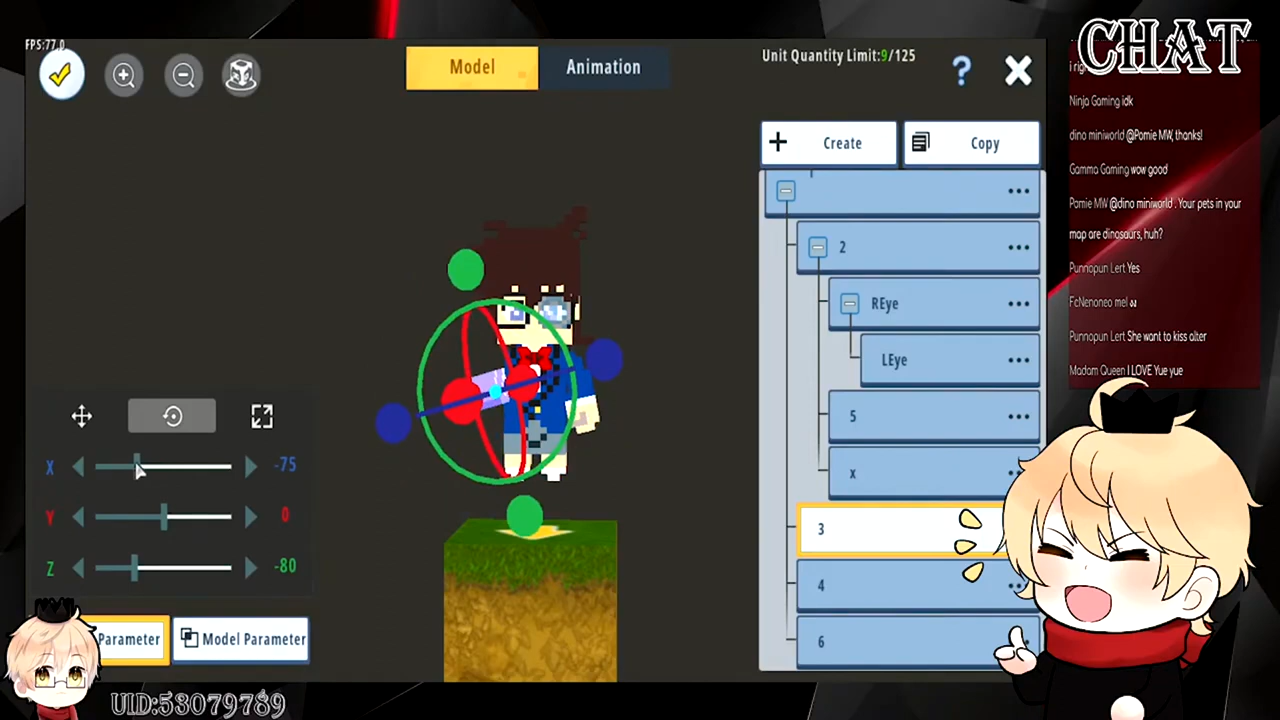 FPS:77.0
Model
Animation
Unit Quantity Limit:9/125
?
Create
Copy
2
REye
LEye
5
x
3
4
6
X
-75
Y
0
Z
-80
Parameter
Model Parameter
UID:53079789
CHAT
Ninja Gaming idk
dino miniworld @Pomie MW, thanks!
Gamma Gaming wow good
Pomie MW @dino miniworld . Your pets in your
map are dinosaurs, huh?
Punnopun Lert Yes
Punnopun Lert She want to kiss alter
Madam Queen I LOVE Yue yue